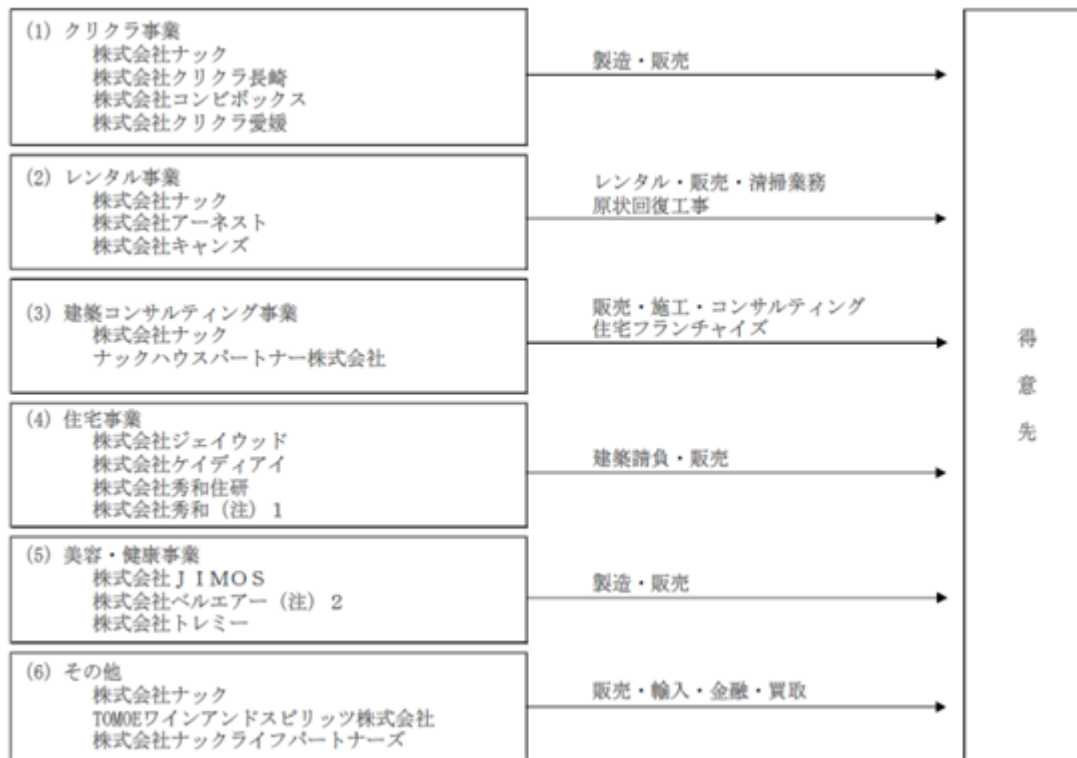 (1) クリクラ事業
株式会社ナック
株式会社クリクラ長崎
株式会社コンビボックス
株式会社クリクラ愛媛
製造・販売
(2) レンタル事業
株式会社ナック
株式会社アーネスト
株式会社キャンズ
レンタル・販売・清掃業務
原状回復工事
(3) 建築コンサルティング事業
株式会社ナック
ナックハウスパートナー株式会社
販売・施工・コンサルティング
住宅フランチャイズ
(4) 住宅事業
株式会社ジェイウッド
株式会社ケイディアイ
株式会社秀和住研
株式会社秀和（注）１
建築請負・販売
(5) 美容・健康事業
株式会社ＪＩＭＯＳ
株式会社ベルエアー（注）２
株式会社トレミー
製造・販売
(6) その他
株式会社ナック
TOMOEワインアンドスピリッツ株式会社
株式会社ナックライフパートナーズ
販売・輸入・金融・買取
得意先